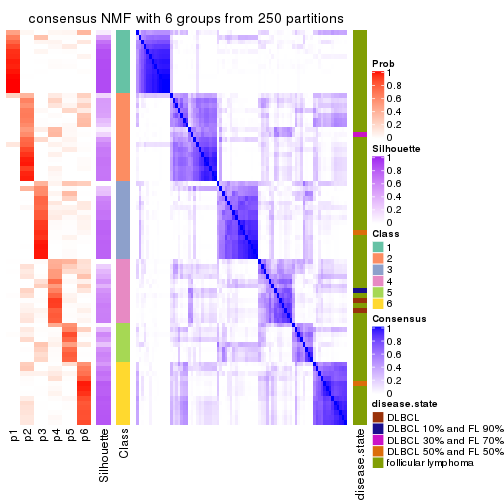 consensus NMF with 6 groups from 250 partitions
p1
p2
p3
p4
p5
p6
Silhouette
Class
disease.state
Prob
1
0.8
0.6
0.4
0.2
0
Silhouette
1
0.8
0.6
0.4
0.2
0
Class
1
2
3
4
5
6
Consensus
1
0.8
0.6
0.4
0.2
0
disease.state
DLBCL
DLBCL 10% and FL 90%
DLBCL 30% and FL 70%
DLBCL 50% and FL 50%
follicular lymphoma